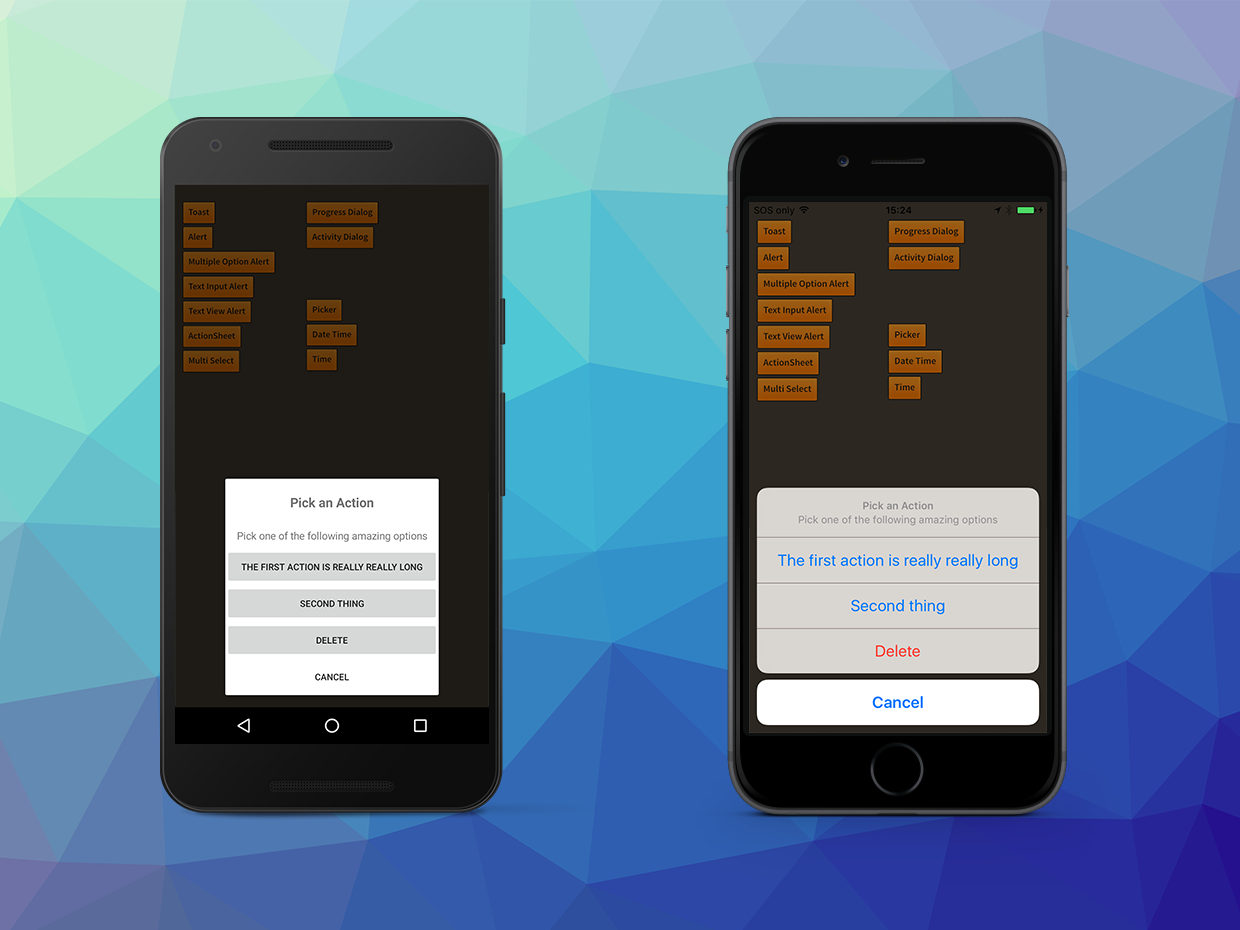 Toast
Progress Dialog
Alert
Activity Dialog
Multiple Option Alert
Text Input Alert
Text View Alert
Picker
ActionSheet
Date Time
Multi Select
Time
Pick an Action
Pick one of the following amazing options
THE FIRST ACTION IS REALLY REALLY LONG
SECOND THING
DELETE
CANCEL
SOS only 15:24
Toast
Progress Dialog
Alert
Activity Dialog
Multiple Option Alert
Text Input Alert
Text View Alert
Picker
ActionSheet
Date Time
Multi Select
Time
Pick an Action
Pick one of the following amazing options
The first action is really really long
Second thing
Delete
Cancel